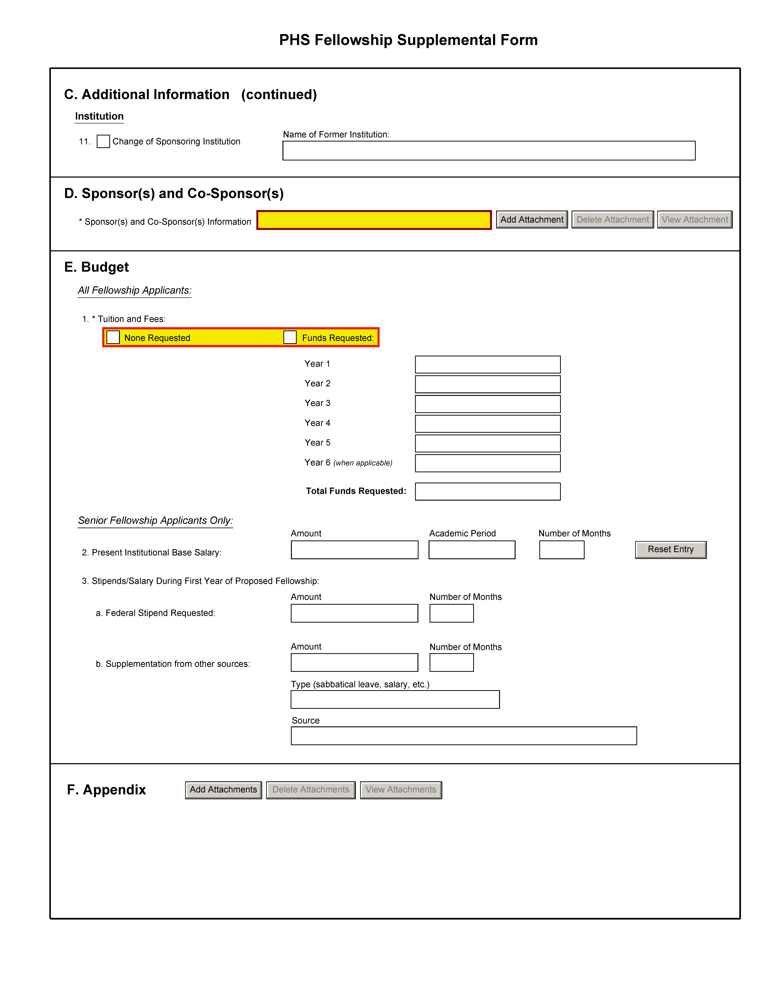 PHS Fellowship Supplemental Form
C. Additional Information (continued)
Institution
11. Change of Sponsoring Institution
Name of Former Institution:
D. Sponsor(s) and Co-Sponsor(s)
* Sponsor(s) and Co-Sponsor(s) Information Add Attachment Delete Attachment View Attachment
E. Budget
All Fellowship Applicants:
1. * Tuition and Fees:
None Requested Funds Requested:
Year 1
Year 2
Year 3
Year 4
Year 5
Year 6 (when applicable)
Total Funds Requested:
Senior Fellowship Applicants Only:
Amount Academic Period Number of Months
2. Present Institutional Base Salary: Reset Entry
3. Stipends/Salary During First Year of Proposed Fellowship:
Amount Number of Months
a. Federal Stipend Requested:
Amount Number of Months
b. Supplementation from other sources:
Type (sabbatical leave, salary, etc.)
Source
F. Appendix Add Attachments Delete Attachments View Attachments